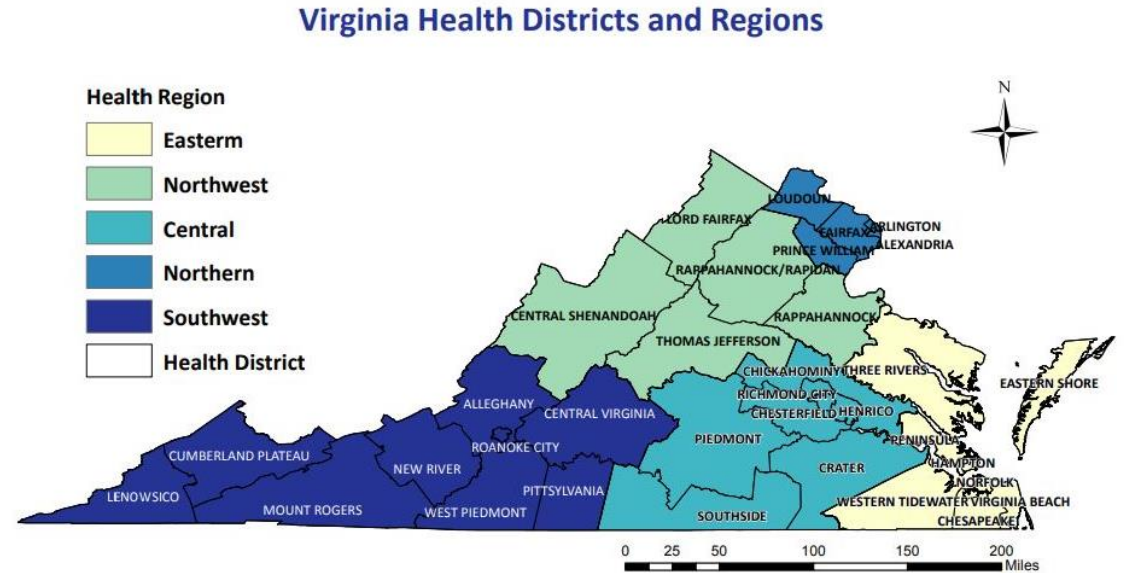 Virginia Health Districts and Regions
Health Region
Easterm
Northwest
Central
Northern
Southwest
Health District
N
LOUDOUN
LORD FAIRFAX
ARLINGTON
FAIRFAX
ALEXANDRIA
PRINCE WILLIAM
RAPPAHANNOCK/RAPIDAN
CENTRAL SHENANDOAH
RAPPAHANNOCK
THOMAS JEFFERSON
CHICKAHOMINY
THREE RIVERS
EASTERN SHORE
RICHMOND CITY
ALLEGHANY
CENTRAL VIRGINIA
CHESTERFIELD
HENRICO
PIEDMONT
PENINSULA
ROANOKE CITY
CUMBERLAND PLATEAU
NEW RIVER
CRATER
HAMPTON
NORFOLK
LENOWISCO
PITTSYLVANIA
WESTERN TIDEWATER
VIRGINIA BEACH
MOUNT ROGERS
WEST PIEDMONT
SOUTHSIDE
CHESAPEAKE
0 25 50 100 150 200
Miles